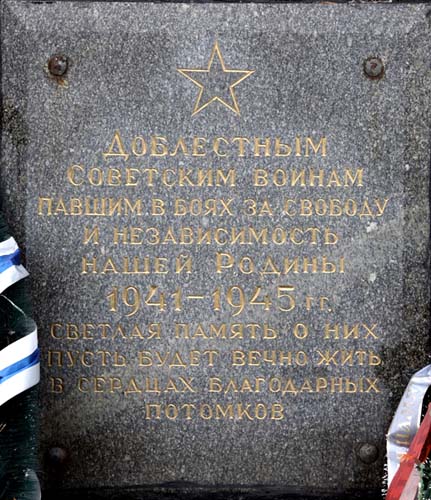 Доблестным
Советским воинам
павшим в боях за свободу
и независимость
нашей Родины
1941–1945 гг.
светлая память о них
пусть будет вечно жить
в сердцах благодарных
потомков